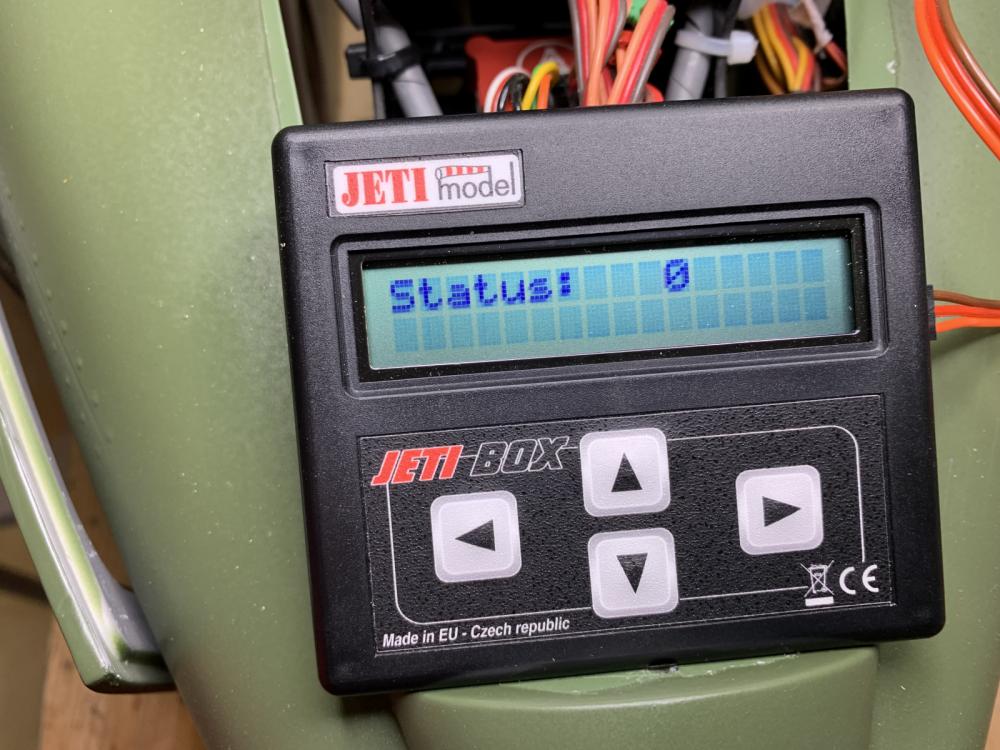 JETI model
Status: 0
JETI BOX
CE
Made in EU - Czech republic